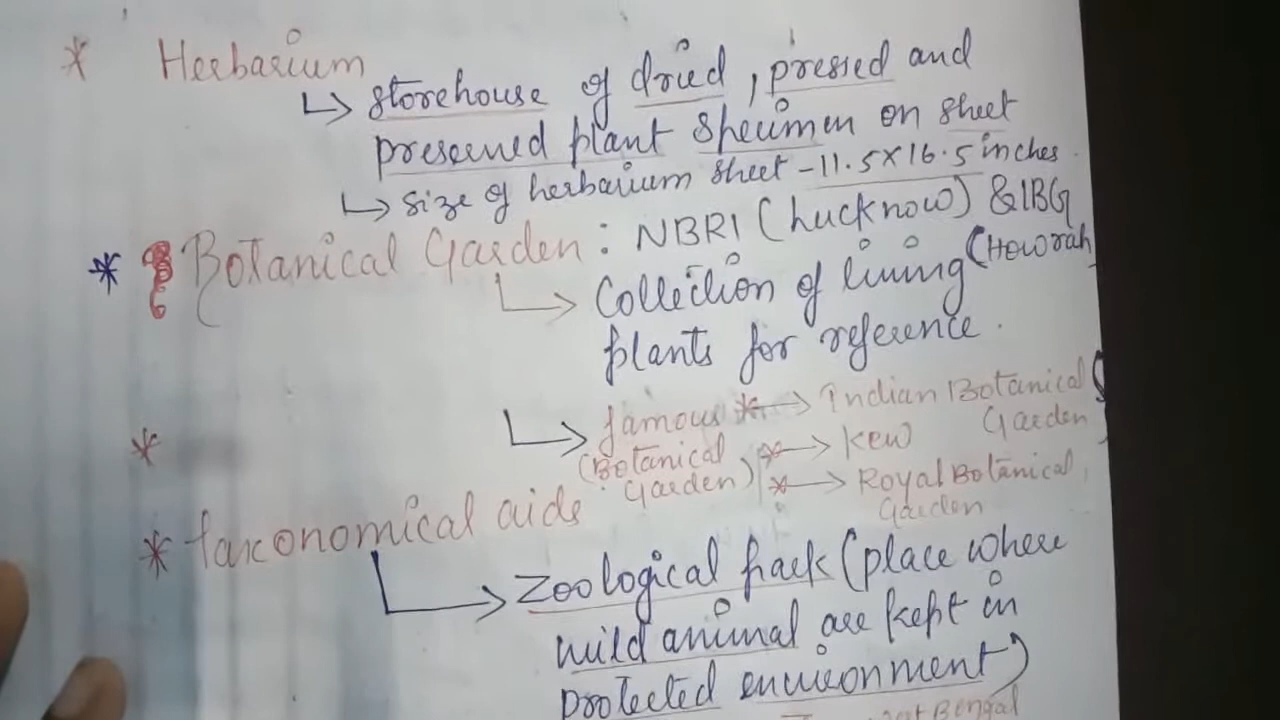 * Herbarium
↳ storehouse of dried, pressed and
preserved plant specimen on sheet
↳ size of herbarium sheet - 11.5×16.5 inches
* Botanical Garden: NBRI (Lucknow) & IBG
(Howrah
→ Collection of living
plants for reference.
↳ famous * → Indian Botanical
(Botanical Garden
Garden) * → Kew
* → Royal Botanical
Garden
*
* Taxonomical aids
→ Zoological park (place where
wild animal are kept in
protected environment)
Bengal